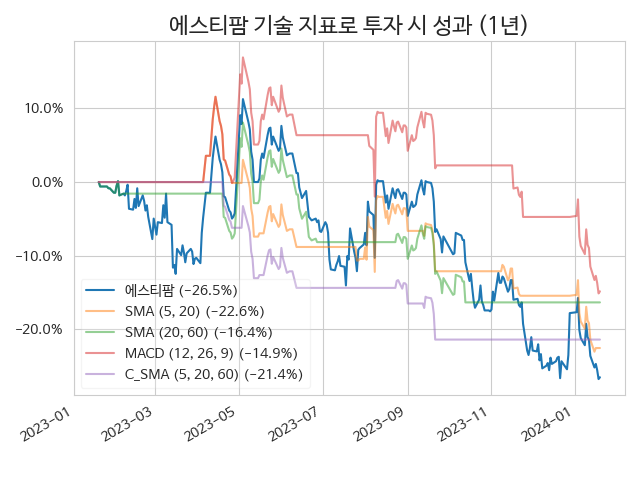 에스티팜 기술 지표로 투자 시 성과 (1년)
10.0%
0.0%
−10.0%
−20.0%
에스티팜 (−26.5%)
SMA (5, 20) (−22.6%)
SMA (20, 60) (−16.4%)
MACD (12, 26, 9) (−14.9%)
C_SMA (5, 20, 60) (−21.4%)
2023−01
2023−03
2023−05
2023−07
2023−09
2023−11
2024−01